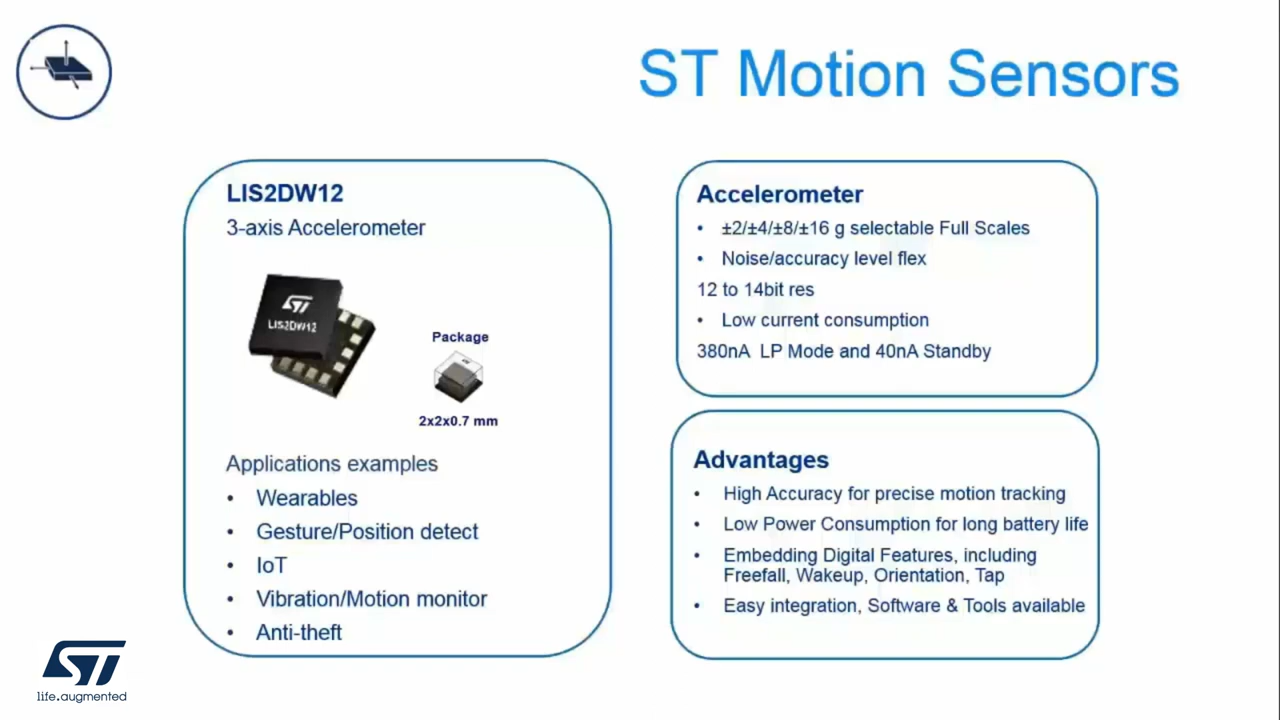 ST Motion Sensors
LIS2DW12
3-axis Accelerometer
LIS2DW12
Package
2x2x0.7 mm
Applications examples
• Wearables
• Gesture/Position detect
• IoT
• Vibration/Motion monitor
• Anti-theft
Accelerometer
• ±2/±4/±8/±16 g selectable Full Scales
• Noise/accuracy level flex
12 to 14bit res
• Low current consumption
380nA LP Mode and 40nA Standby
Advantages
• High Accuracy for precise motion tracking
• Low Power Consumption for long battery life
• Embedding Digital Features, including
Freefall, Wakeup, Orientation, Tap
• Easy integration, Software & Tools available
ST
life.augmented